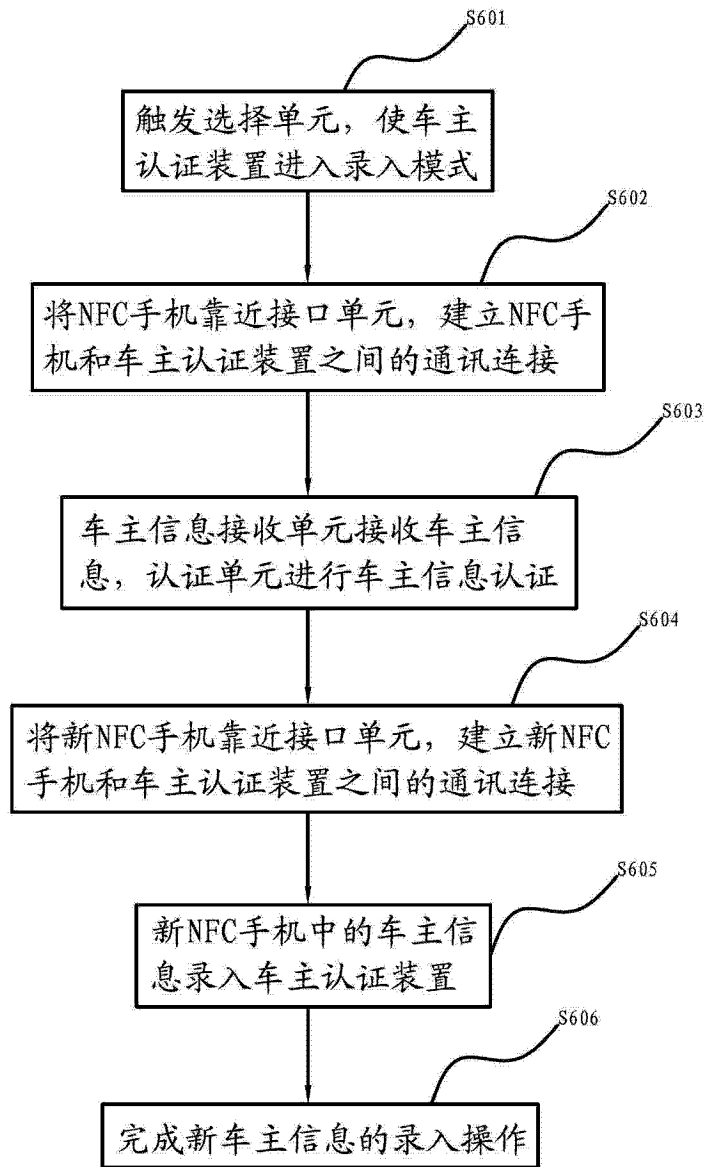 S601
触发选择单元，使车主
认证装置进入录入模式
S602
将NFC手机靠近接口单元，建立NFC手
机和车主认证装置之间的通讯连接
S603
车主信息接收单元接收车主信
息，认证单元进行车主信息认证
S604
将新NFC手机靠近接口单元，建立新NFC
手机和车主认证装置之间的通讯连接
S605
新NFC手机中的车主信
息录入车主认证装置
S606
完成新车主信息的录入操作